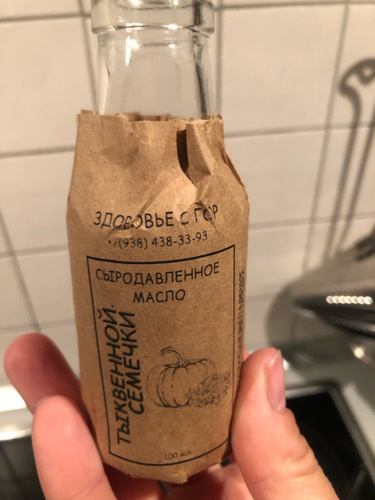 ЗДОРОВЬЕ С ГОР
+7(938) 438-33-93
СЫРОДАВЛЕННОЕ
МАСЛО
ТЫКВЕННОЙ
СЕМЕЧКИ
100 мл